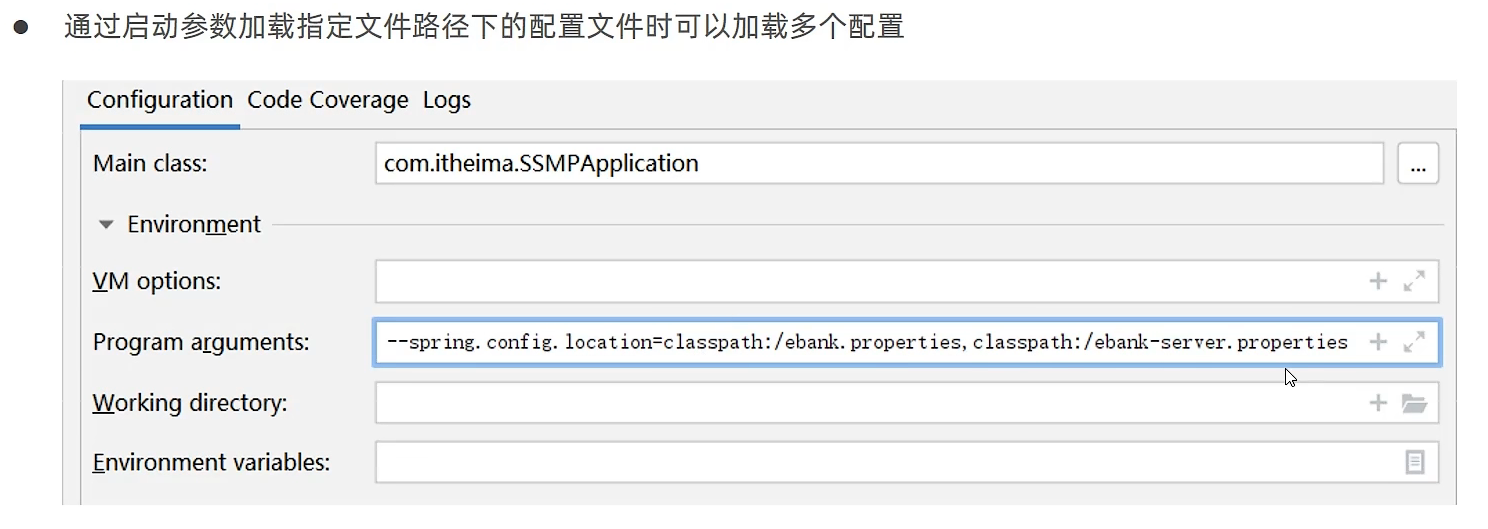 ● 通过启动参数加载指定文件路径下的配置文件时可以加载多个配置
Configuration Code Coverage Logs
Main class: com.itheima.SSMPApplication ...
Environment
VM options:
Program arguments: --spring.config.location=classpath:/ebank.properties,classpath:/ebank-server.properties
Working directory:
Environment variables: